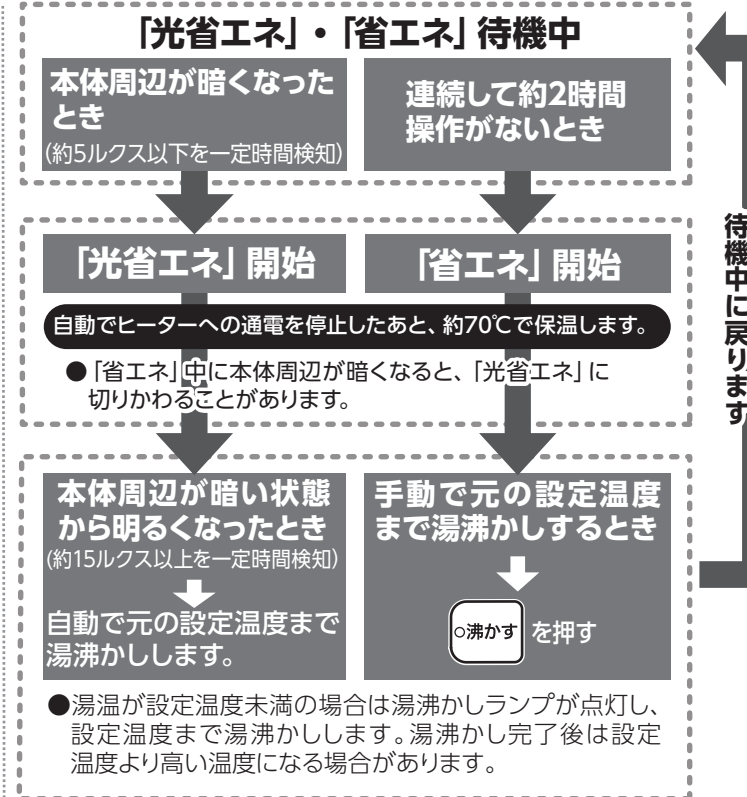 「光省エネ」・「省エネ」待機中
本体周辺が暗くなった
とき
(約5ルクス以下を一定時間検知)
連続して約2時間
操作がないとき
「光省エネ」開始
「省エネ」開始
自動でヒーターへの通電を停止したあと、約70℃で保温します。
●「省エネ」中に本体周辺が暗くなると、「光省エネ」に
切りかわることがあります。
本体周辺が暗い状態
から明るくなったとき
(約15ルクス以上を一定時間検知)
自動で元の設定温度まで
湯沸かしします。
手動で元の設定温度
まで湯沸かしするとき
○沸かす を押す
●湯温が設定温度未満の場合は湯沸かしランプが点灯し、
設定温度まで湯沸かしします。湯沸かし完了後は設定
温度より高い温度になる場合があります。
待機中に戻ります